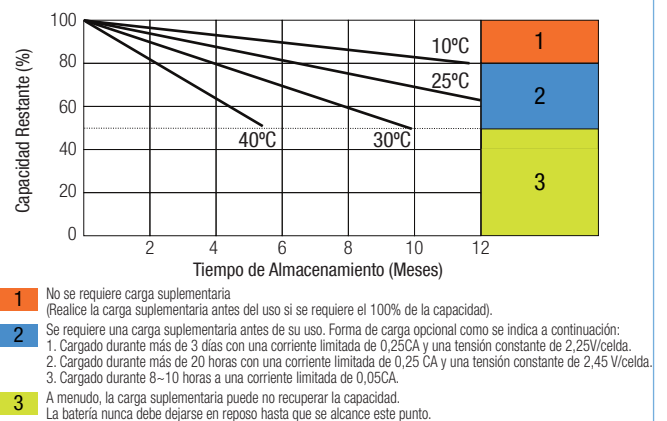 100
80
60
40
20
0
Capacidad Restante (%)
10ºC
25ºC
30ºC
40ºC
1
2
3
2
4
6
8
10
12
Tiempo de Almacenamiento (Meses)
1
No se requiere carga suplementaria
(Realice la carga suplementaria antes del uso si se requiere el 100% de la capacidad).
2
Se requiere una carga suplementaria antes de su uso. Forma de carga opcional como se indica a continuación:
1. Cargado durante más de 3 días con una corriente limitada de 0,25CA y una tensión constante de 2,25V/celda.
2. Cargado durante más de 20 horas con una corriente limitada de 0,25 CA y una tensión constante de 2,45 V/celda.
3. Cargado durante 8~10 horas a una corriente limitada de 0,05CA.
3
A menudo, la carga suplementaria puede no recuperar la capacidad.
La batería nunca debe dejarse en reposo hasta que se alcance este punto.